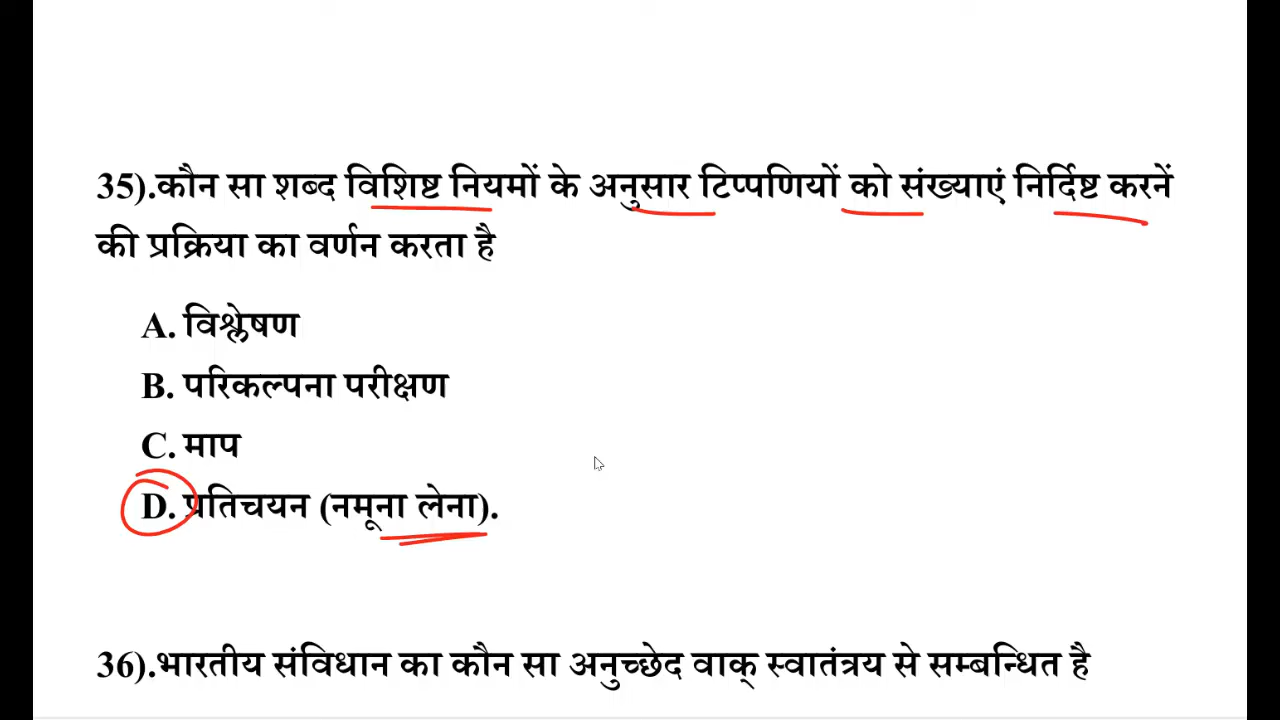 35).कौन सा शब्द विशिष्ट नियमों के अनुसार टिप्पणियों को संख्याएं निर्दिष्ट करनें
की प्रक्रिया का वर्णन करता है
A. विश्लेषण
B. परिकल्पना परीक्षण
C. माप
D. प्रतिचयन (नमूना लेना).
36).भारतीय संविधान का कौन सा अनुच्छेद वाक् स्वातंत्रय से सम्बन्धित है